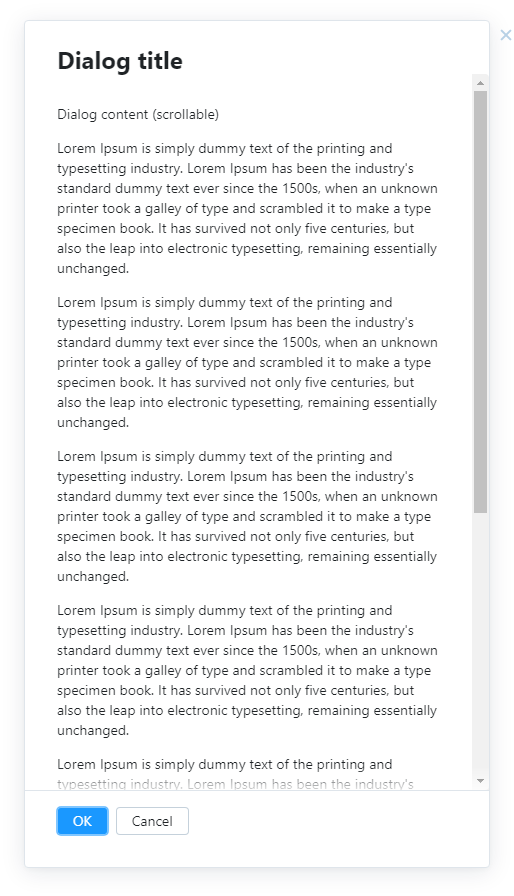 Dialog title
Dialog content (scrollable)
Lorem Ipsum is simply dummy text of the printing and
typesetting industry. Lorem Ipsum has been the industry's
standard dummy text ever since the 1500s, when an unknown
printer took a galley of type and scrambled it to make a type
specimen book. It has survived not only five centuries, but
also the leap into electronic typesetting, remaining essentially
unchanged.
Lorem Ipsum is simply dummy text of the printing and
typesetting industry. Lorem Ipsum has been the industry's
standard dummy text ever since the 1500s, when an unknown
printer took a galley of type and scrambled it to make a type
specimen book. It has survived not only five centuries, but
also the leap into electronic typesetting, remaining essentially
unchanged.
Lorem Ipsum is simply dummy text of the printing and
typesetting industry. Lorem Ipsum has been the industry's
standard dummy text ever since the 1500s, when an unknown
printer took a galley of type and scrambled it to make a type
specimen book. It has survived not only five centuries, but
also the leap into electronic typesetting, remaining essentially
unchanged.
Lorem Ipsum is simply dummy text of the printing and
typesetting industry. Lorem Ipsum has been the industry's
standard dummy text ever since the 1500s, when an unknown
printer took a galley of type and scrambled it to make a type
specimen book. It has survived not only five centuries, but
also the leap into electronic typesetting, remaining essentially
unchanged.
Lorem Ipsum is simply dummy text of the printing and
typesetting industry. Lorem Ipsum has been the industry's
OK Cancel